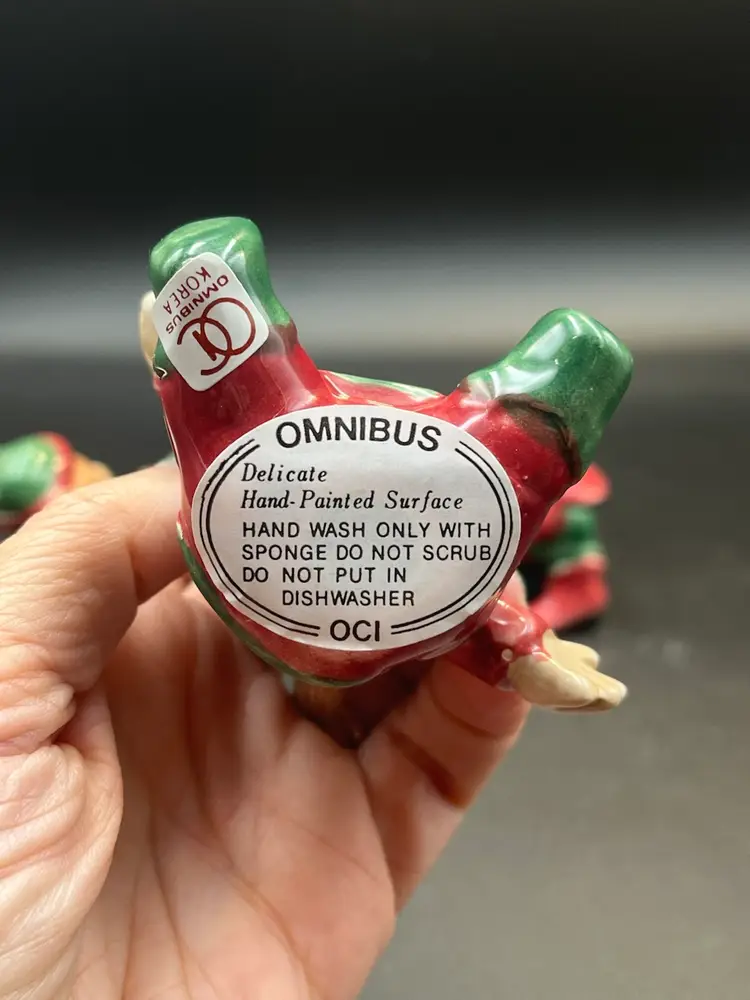 OMNIBUS
KOREA
OCI
OMNIBUS
Delicate
Hand-Painted Surface
HAND WASH ONLY WITH
SPONGE DO NOT SCRUB
DO NOT PUT IN
DISHWASHER
OCI